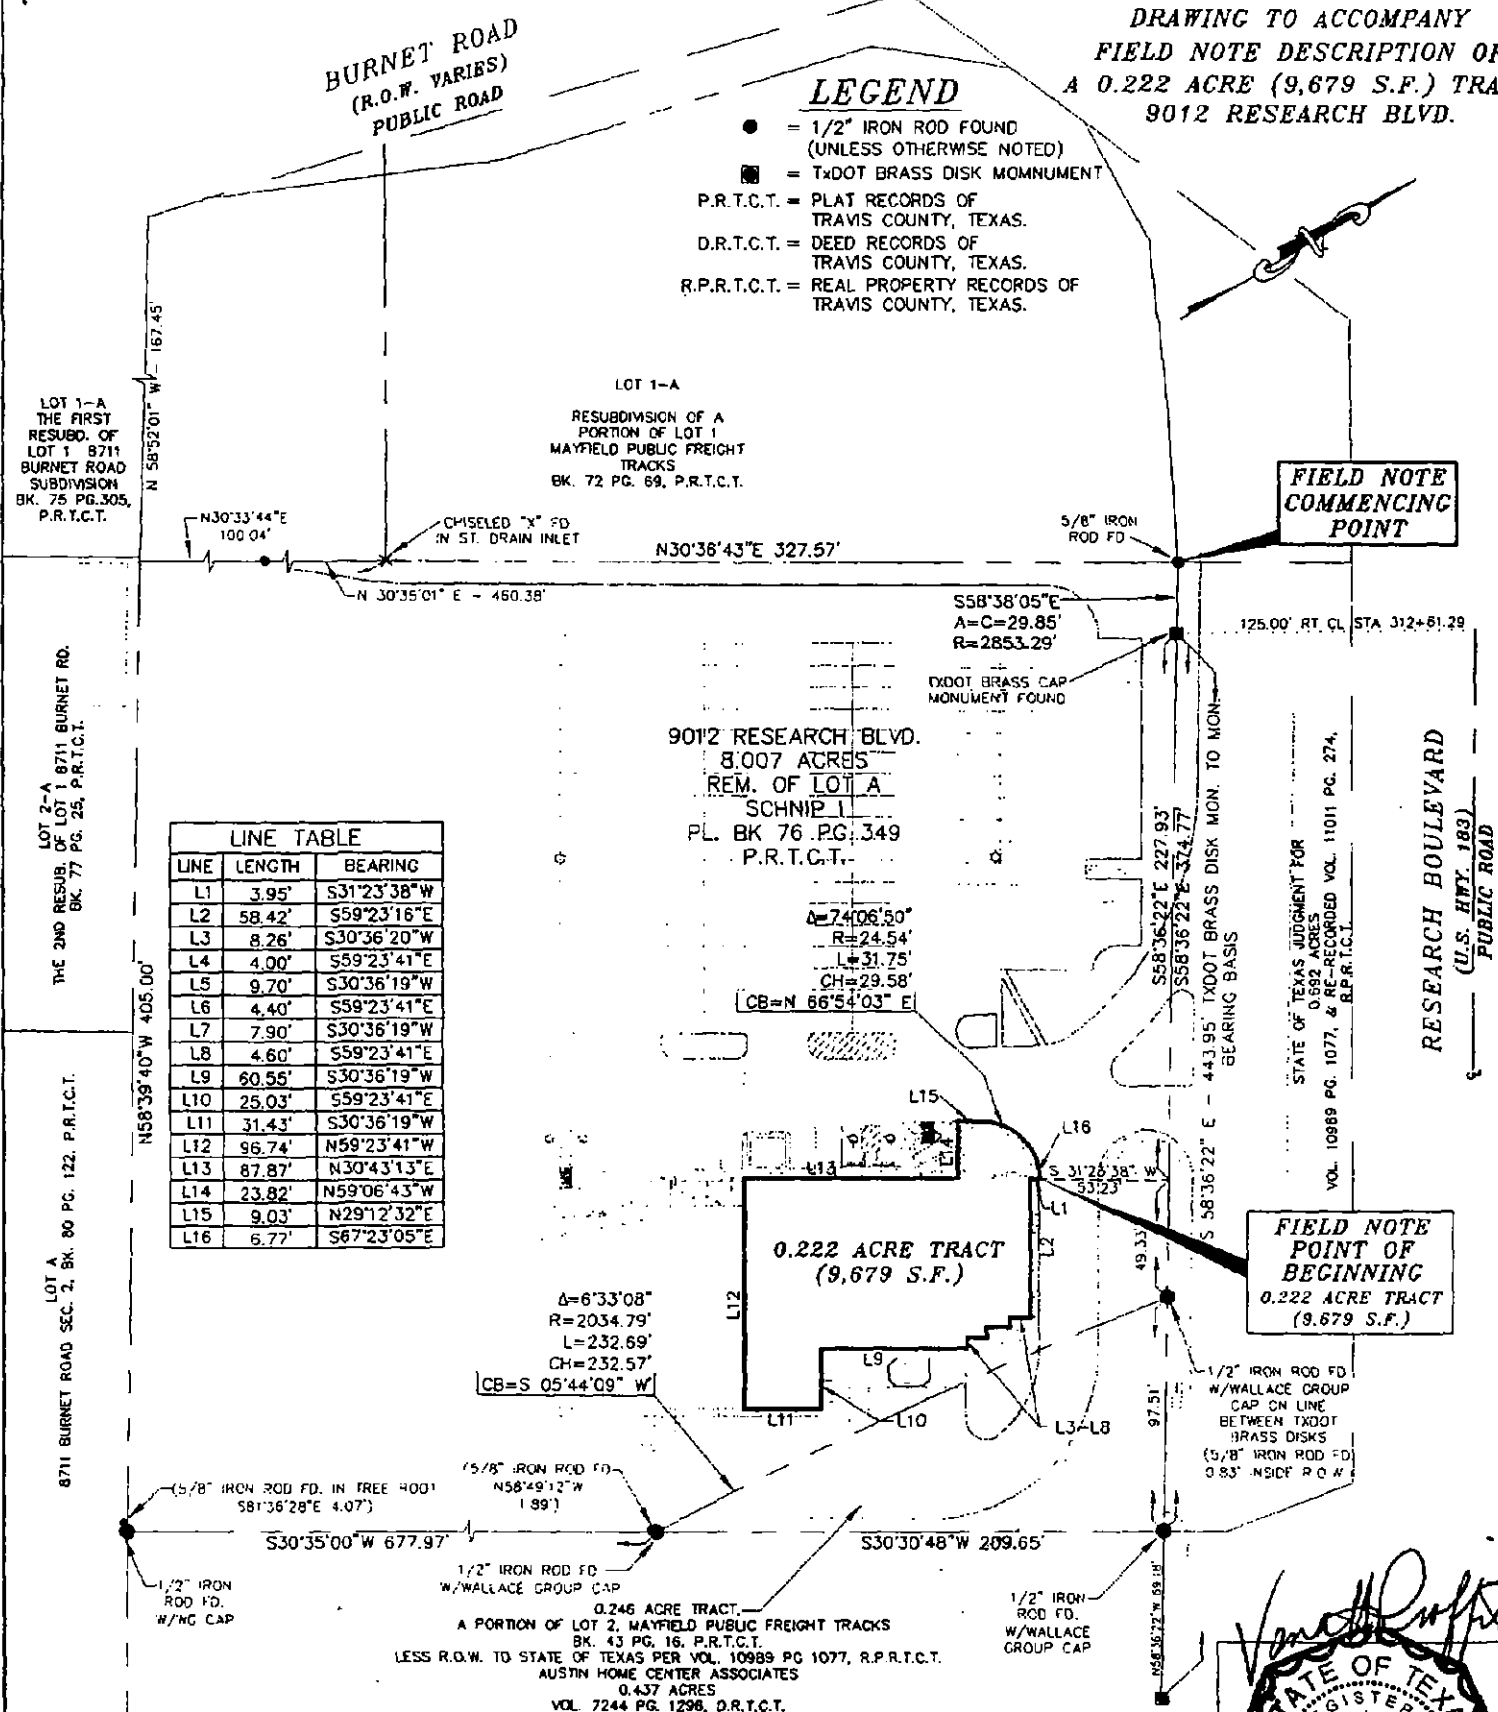 DRAWING TO ACCOMPANY
FIELD NOTE DESCRIPTION OF
A 0.222 ACRE (9,679 S.F.)
9012 RESEARCH BLVD.
BURNET ROAD
(R.O.W. VARIES)
PUBLIC ROAD
LEGEND
= 1/2" IRON ROD FOUND
(UNLESS OTHERWISE NOTED)
= TxDOT BRASS DISK MOMNUMENT
P.R.T.C.T. = PLAT RECORDS OF
TRAVIS COUNTY, TEXAS.
D.R.T.C.T. = DEED RECORDS OF
TRAVIS COUNTY, TEXAS.
R.P.R.T.C.T. = REAL PROPERTY RECORDS OF
TRAVIS COUNTY, TEXAS.
N 58°52'01" W - 167.45'
LOT 1-A
THE FIRST
RESUBD. OF
LOT 1 8711
BURNET ROAD
SUBDIVISION
BK. 75 PG.305,
P.R.T.C.T.
LOT 1-A
RESUBDIVISION OF A
PORTION OF LOT 1
MAYFIELD PUBLIC FREIGHT
TRACKS
BK. 72 PG. 69, P.R.T.C.T.
FIELD NOTE
COMMENCING
POINT
N30°33'44"E
100.04'
CHISELED "X" FD
IN ST. DRAIN INLET
N30°36'43"E 327.57'
5/8" IRON
ROD FD
N 30°35'01" E - 460.38'
S58°38'05"E
A=C=29.85'
R=2853.29'
125.00' RT CL STA 312+61.29
TXDOT BRASS CAP
MONUMENT FOUND
LOT 2-A
THE 2ND RESUB. OF LOT 1 8711 BURNET RD.
BK. 77 PG. 25, P.R.T.C.T.
9012 RESEARCH BLVD.
8.007 ACRES
REM. OF LOT A
SCHNIP I
PL. BK 76 PG. 349
P.R.T.C.T.
LINE TABLE
LINE LENGTH BEARING
L1 3.95' S31°23'38"W
L2 58.42' S59°23'16"E
L3 8.26' S30°36'20"W
L4 4.00' S59°23'41"E
L5 9.70' S30°36'19"W
L6 4.40' S59°23'41"E
L7 7.90' S30°36'19"W
L8 4.60' S59°23'41"E
L9 60.55' S30°36'19"W
L10 25.03' S59°23'41"E
L11 31.43' S30°36'19"W
L12 96.74' N59°23'41"W
L13 87.87' N30°43'13"E
L14 23.82' N59°06'43"W
L15 9.03' N29°12'32"E
L16 6.77' S67°23'05"E
Δ=74°06'50"
R=24.54'
L=31.75'
CH=29.58'
CB=N 66°54'03" E
S58°36'22"E 227.93'
S58°36'22"E 374.77'
S 58°36'22" E - 443.95' TXDOT BRASS DISK MON. TO MON.
BEARING BASIS
STATE OF TEXAS JUDGMENT FOR
0.692 ACRES
VOL. 10989 PG. 1077, & RE-RECORDED VOL. 11011 PG. 274,
R.P.R.T.C.T.
RESEARCH BOULEVARD
(U.S. HWY. 183)
PUBLIC ROAD
N58°39'40"W 405.00'
LOT A
8711 BURNET ROAD SEC. 2, BK. 80 PG. 122, P.R.T.C.T.
L15
L16
L14
L13
S 31°23'38" W
53.23'
L1
L2
49.33'
0.222 ACRE TRACT
(9,679 S.F.)
L12
FIELD NOTE
POINT OF
BEGINNING
0.222 ACRE TRACT
(9.679 S.F.)
Δ=6°33'08"
R=2034.79'
L=232.69'
CH=232.57'
CB=S 05°44'09" W
L9
L11
L10
L3-L8
97.51'
1/2" IRON ROD FD
W/WALLACE GROUP
CAP ON LINE
BETWEEN TXDOT
BRASS DISKS
(5/8" IRON ROD FD
0.83' INSIDE R.O.W
(5/8" IRON ROD FD. IN TREE ROOT
S81°36'28"E 4.07')
(5/8" IRON ROD FD
N58°49'12"W
1.89')
S30°35'00"W 677.97'
S30°30'48"W 209.65'
1/2" IRON
ROD FD.
W/WG CAP
1/2" IRON ROD FD
W/WALLACE GROUP CAP
1/2" IRON
ROD FD.
W/WALLACE
GROUP CAP
N58°36'22"W 69.18'
0.246 ACRE TRACT
A PORTION OF LOT 2, MAYFIELD PUBLIC FREIGHT TRACKS
BK. 43 PG. 16, P.R.T.C.T.
LESS R.O.W. TO STATE OF TEXAS PER VOL. 10989 PG 1077, R.P.R.T.C.T.
AUSTIN HOME CENTER ASSOCIATES
0.437 ACRES
VOL. 7244 PG. 1296, D.R.T.C.T.
STATE OF